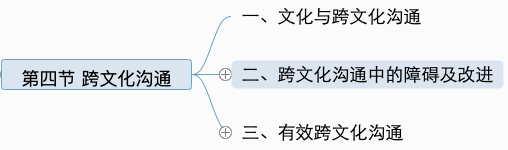 第四节 跨文化沟通
一、文化与跨文化沟通
二、跨文化沟通中的障碍及改进
三、有效跨文化沟通